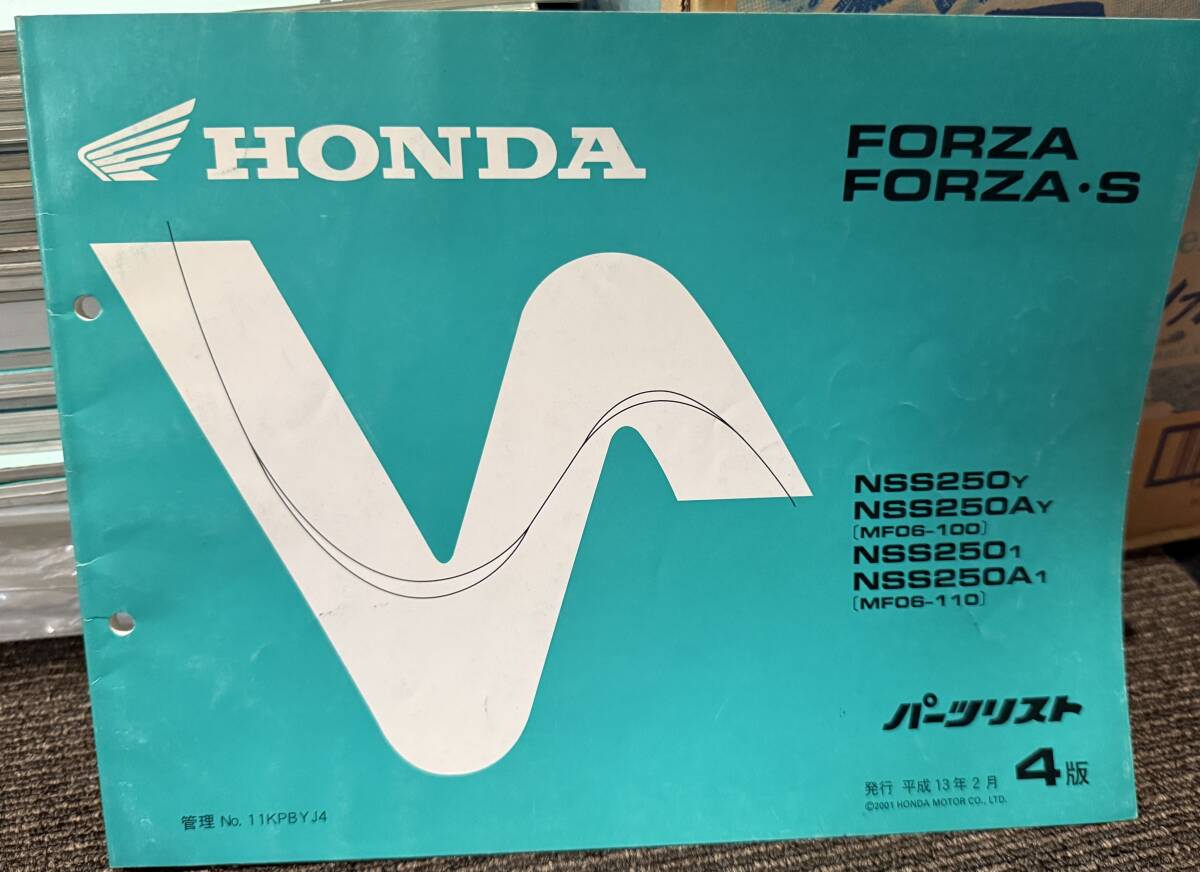 HONDA
FORZA
FORZA・S
NSS250Y
NSS250AY
〔MF06-100〕
NSS2501
NSS250A1
〔MF06-110〕
パーツリスト
4版
発行 平成13年2月
©2001 HONDA MOTOR CO., LTD.
管理 No. 11KPBYJ4